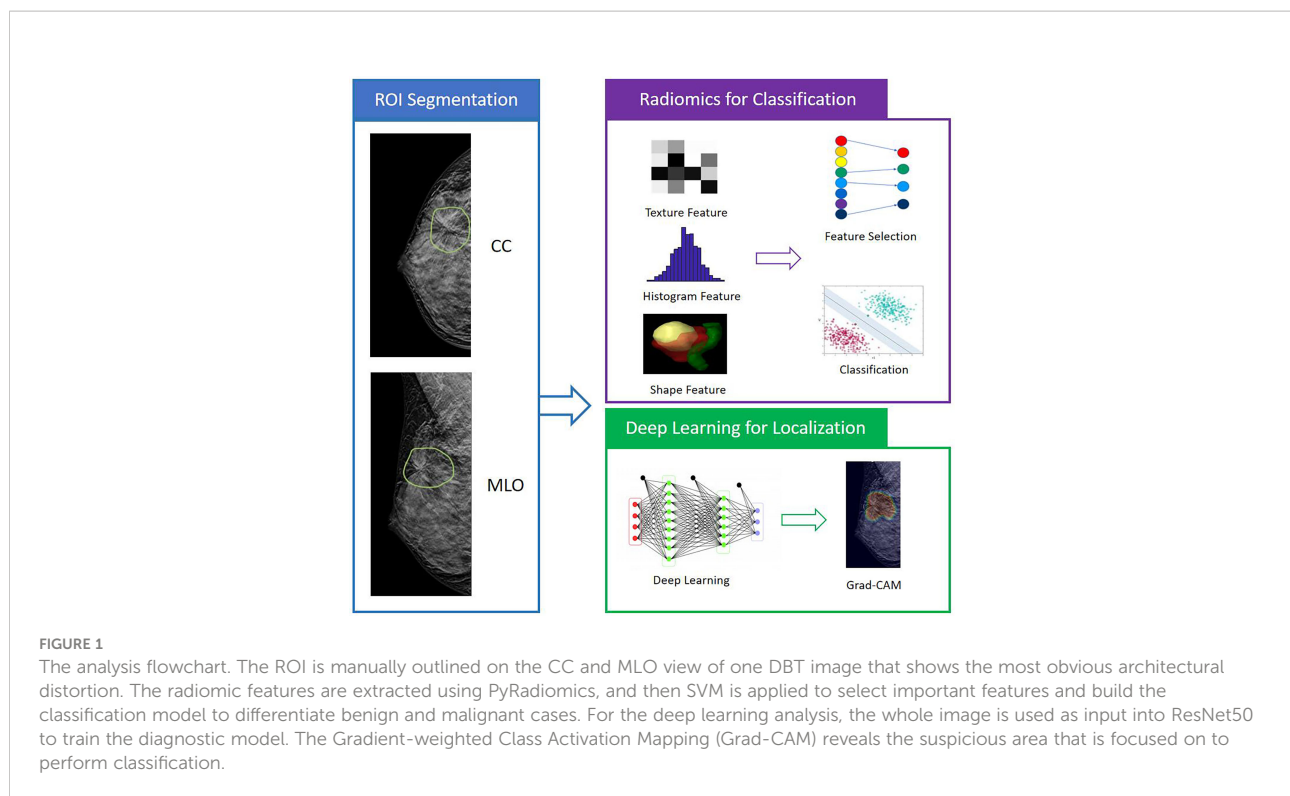 ROI Segmentation
CC
MLO
Radiomics for Classification
Texture Feature
Histogram Feature
Shape Feature
Feature Selection
Classification
Deep Learning for Localization
Deep Learning
Grad-CAM
FIGURE 1
The analysis flowchart. The ROI is manually outlined on the CC and MLO view of one DBT image that shows the most obvious architectural
distortion. The radiomic features are extracted using PyRadiomics, and then SVM is applied to select important features and build the
classification model to differentiate benign and malignant cases. For the deep learning analysis, the whole image is used as input into ResNet50
to train the diagnostic model. The Gradient-weighted Class Activation Mapping (Grad-CAM) reveals the suspicious area that is focused on to
perform classification.